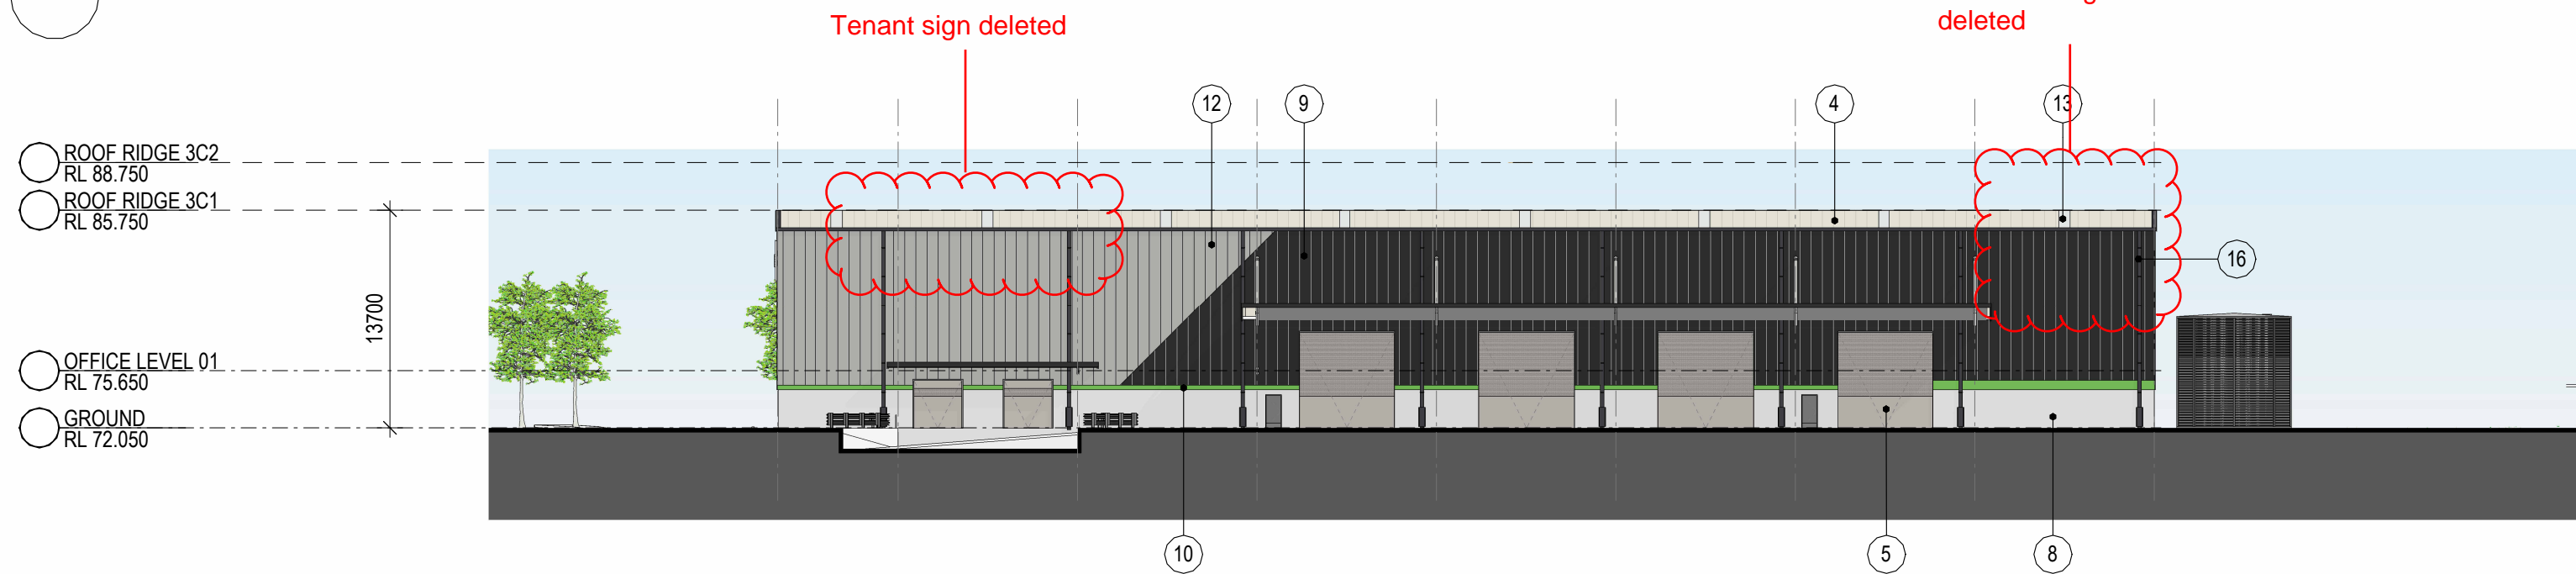 Tenant sign deleted
deleted
12
9
4
13
ROOF RIDGE 3C2
RL 88.750
ROOF RIDGE 3C1
RL 85.750
16
13700
OFFICE LEVEL 01
RL 75.650
GROUND
RL 72.050
10
5
8